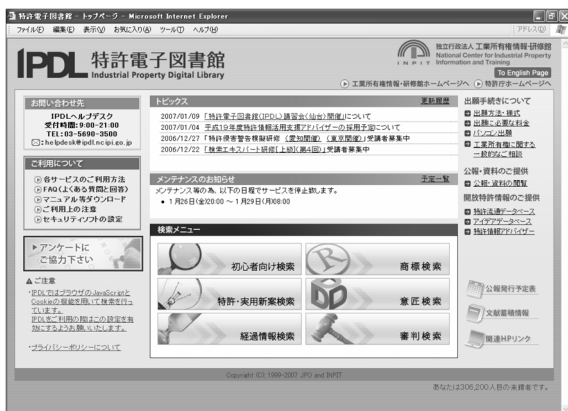 特許電子図書館 - トップページ - Microsoft Internet Explorer
ファイル(F) 編集(E) 表示(V) お気に入り(A) ツール(T) ヘルプ(H)
アドレス(D)
IPDL 特許電子図書館
Industrial Property Digital Library
INPIT
独立行政法人 工業所有権情報・研修館
National Center for Industrial Property
Information and Training
To English Page
工業所有権情報・研修館ホームページへ 特許庁ホームページへ
お問い合わせ先
IPDLヘルプデスク
受付時間:9:00-21:00
TEL:03-5690-3500
:helpdesk@ipdl.ncipi.go.jp
ご利用について
各サービスのご利用方法
FAQ(よくある質問と回答)
マニュアル等ダウンロード
ご利用上の注意
セキュリティソフトの設定
アンケートに
ご協力下さい
▲ご注意
・IPDLではブラウザのJavaScriptと
Cookieの機能を用いて検索を行っ
ています。
IPDLをご利用の際はこの設定を有
効にするようお願いいたします。
・プライバシーポリシーについて
トピックス 更新履歴
2007/01/09 「特許電子図書館(IPDL)講習会(仙台)開催」について
2007/01/04 平成19年度特許情報活用支援アドバイザーの採用予定について
2006/12/27 「特許侵害警告模擬研修 (愛知開催) (東京開催)」受講者募集中
2006/12/22 「検索エキスパート研修[上級](第4回)」受講者募集中
メンテナンスのお知らせ 予定一覧
メンテナンス等の為、以下の日程でサービスを停止致します。
• 1月26日(金)20:00 ～ 1月29日(月)08:00
検索メニュー
初心者向け検索
商標検索
特許・実用新案検索
意匠検索
経過情報検索
審判検索
出願手続きについて
出願方法・様式
出願に必要な料金
パソコン出願
工業所有権に関する
一般的なご相談
公報・資料のご提供
公報・資料の閲覧
開放特許情報のご提供
特許流通データベース
アイデアデータベース
特許情報アドバイザー
公報発行予定表
文献蓄積情報
関連HPリンク
Copyright (C); 1999-2007 JPO and INPIT
あなたは306,200人目の来館者です。